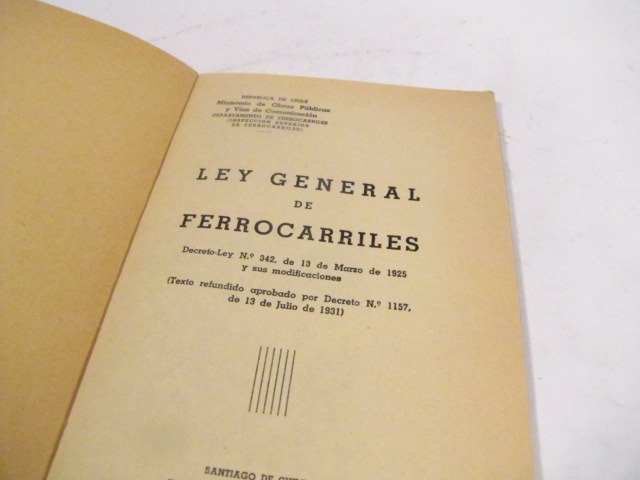 REPUBLICA DE CHILE
Ministerio de Obras Públicas
y Vías de Comunicación
DEPARTAMENTO DE FERROCARRILES
(INSPECCION SUPERIOR
DE FERROCARRILES)
LEY GENERAL
DE
FERROCARRILES
Decreto-Ley N.º 342, de 13 de Marzo de 1925
y sus modificaciones
(Texto refundido aprobado por Decreto N.º 1157,
de 13 de Julio de 1931)
SANTIAGO DE